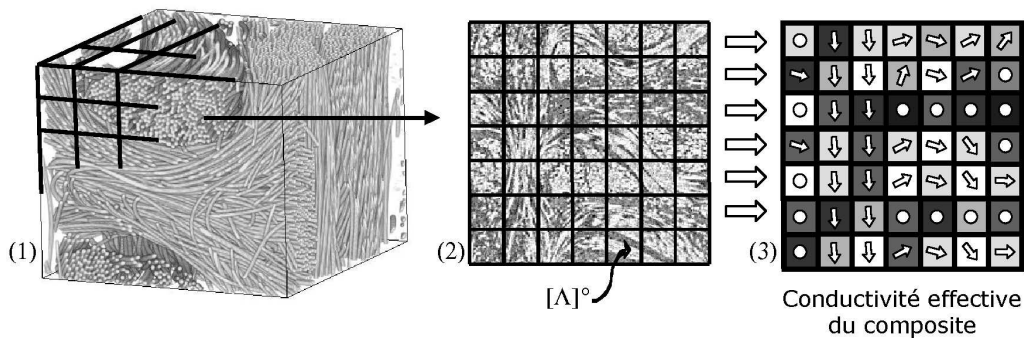 (1)
(2)
(3)
[Λ]°
Conductivité effective
du composite